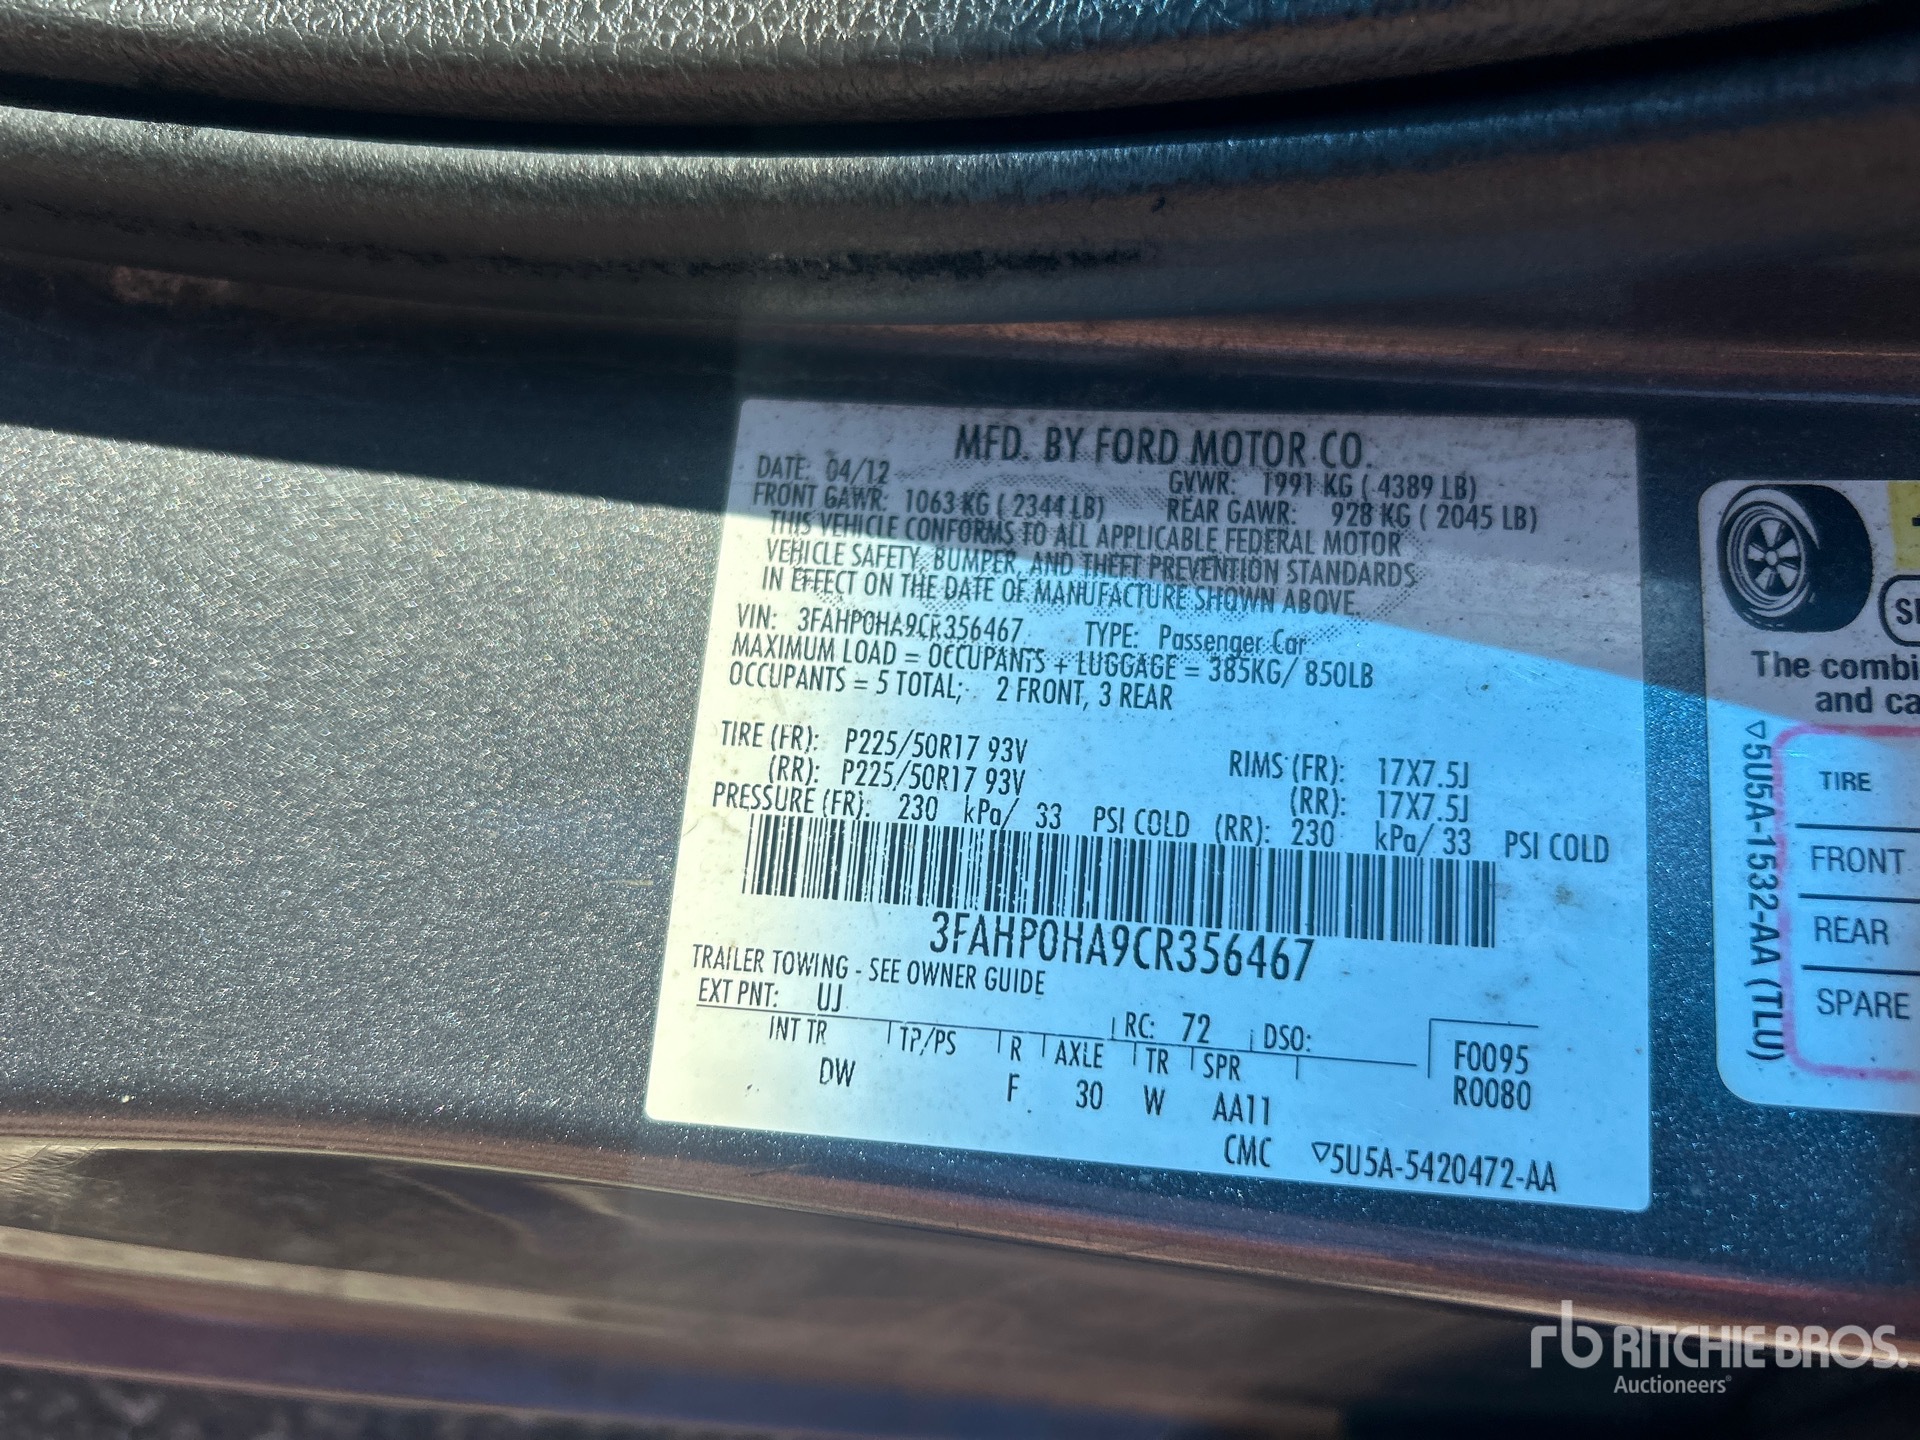 MFD. BY FORD MOTOR CO.
DATE: 04/12 GVWR: 1991 KG ( 4389 LB)
FRONT GAWR: 1063 KG ( 2344 LB) REAR GAWR: 928 KG ( 2045 LB)
THIS VEHICLE CONFORMS TO ALL APPLICABLE FEDERAL MOTOR
VEHICLE SAFETY, BUMPER, AND THEFT PREVENTION STANDARDS
IN EFFECT ON THE DATE OF MANUFACTURE SHOWN ABOVE.
VIN: 3FAHP0HA9CR356467 TYPE: Passenger Car
MAXIMUM LOAD = OCCUPANTS + LUGGAGE = 385KG/ 850LB
OCCUPANTS = 5 TOTAL; 2 FRONT, 3 REAR
TIRE (FR): P225/50R17 93V RIMS (FR): 17X7.5J
(RR): P225/50R17 93V (RR): 17X7.5J
PRESSURE (FR): 230 kPa/ 33 PSI COLD (RR): 230 kPa/ 33 PSI COLD
3FAHP0HA9CR356467
TRAILER TOWING - SEE OWNER GUIDE
EXT PNT: UJ RC: 72 DSO:
INT TR TP/PS R AXLE TR SPR F0095
DW F 30 W AA11 R0080
CMC ▽5U5A-5420472-AA
The combi
and ca
▽5U5A-1532-AA (TLU)
TIRE
FRONT
REAR
SPARE
rb RITCHIE BROS.
Auctioneers